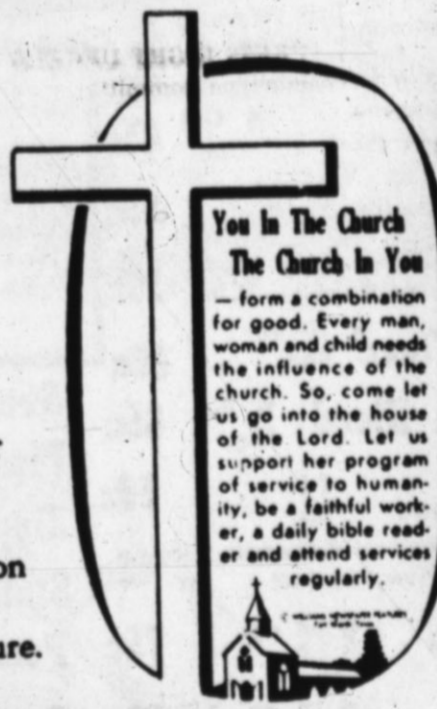 You In The Church
The Church In You
— form a combination
for good. Every man,
woman and child needs
the influence of the
church. So, come let
us go into the house
of the Lord. Let us
support her program
of service to human-
ity, be a faithful work-
er, a daily bible read-
er and attend services
regularly.
on
ure.